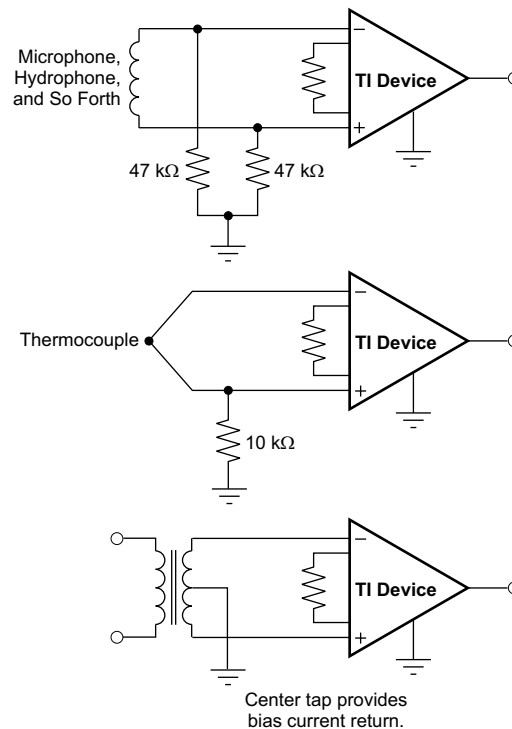 Microphone,
Hydrophone,
and So Forth
−
TI Device
+
47 kΩ
47 kΩ
Thermocouple
−
TI Device
+
10 kΩ
−
TI Device
+
Center tap provides
bias current return.